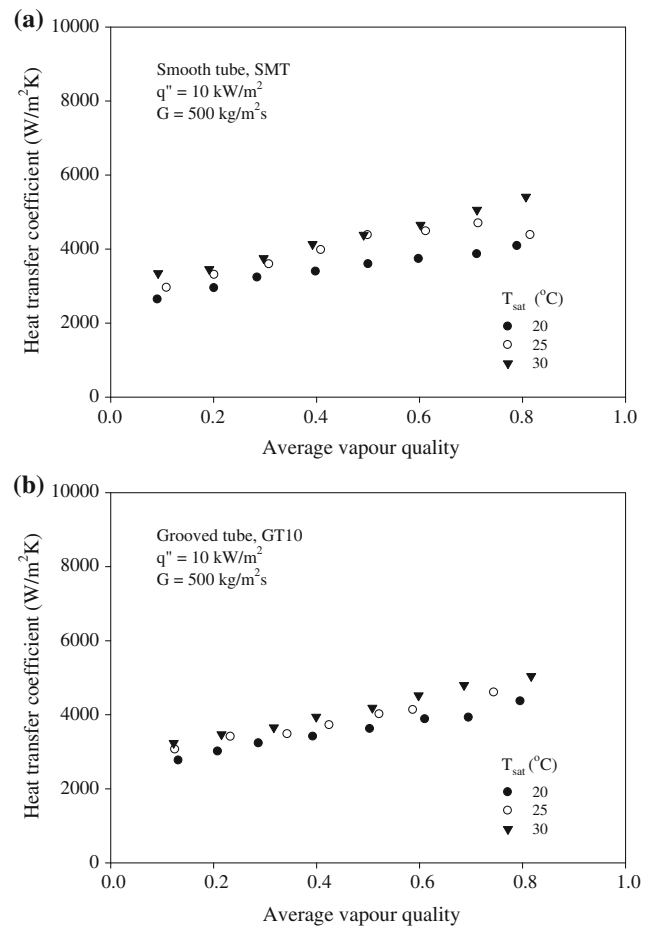 (a)
10000
8000
6000
4000
2000
0
Heat transfer coefficient (W/m²K)
Smooth tube, SMT
q" = 10 kW/m²
G = 500 kg/m²s
T_sat (°C)
20
25
30
0.0 0.2 0.4 0.6 0.8 1.0
Average vapour quality
(b)
10000
8000
6000
4000
2000
0
Heat transfer coefficient (W/m²K)
Grooved tube, GT10
q" = 10 kW/m²
G = 500 kg/m²s
T_sat (°C)
20
25
30
0.0 0.2 0.4 0.6 0.8 1.0
Average vapour quality